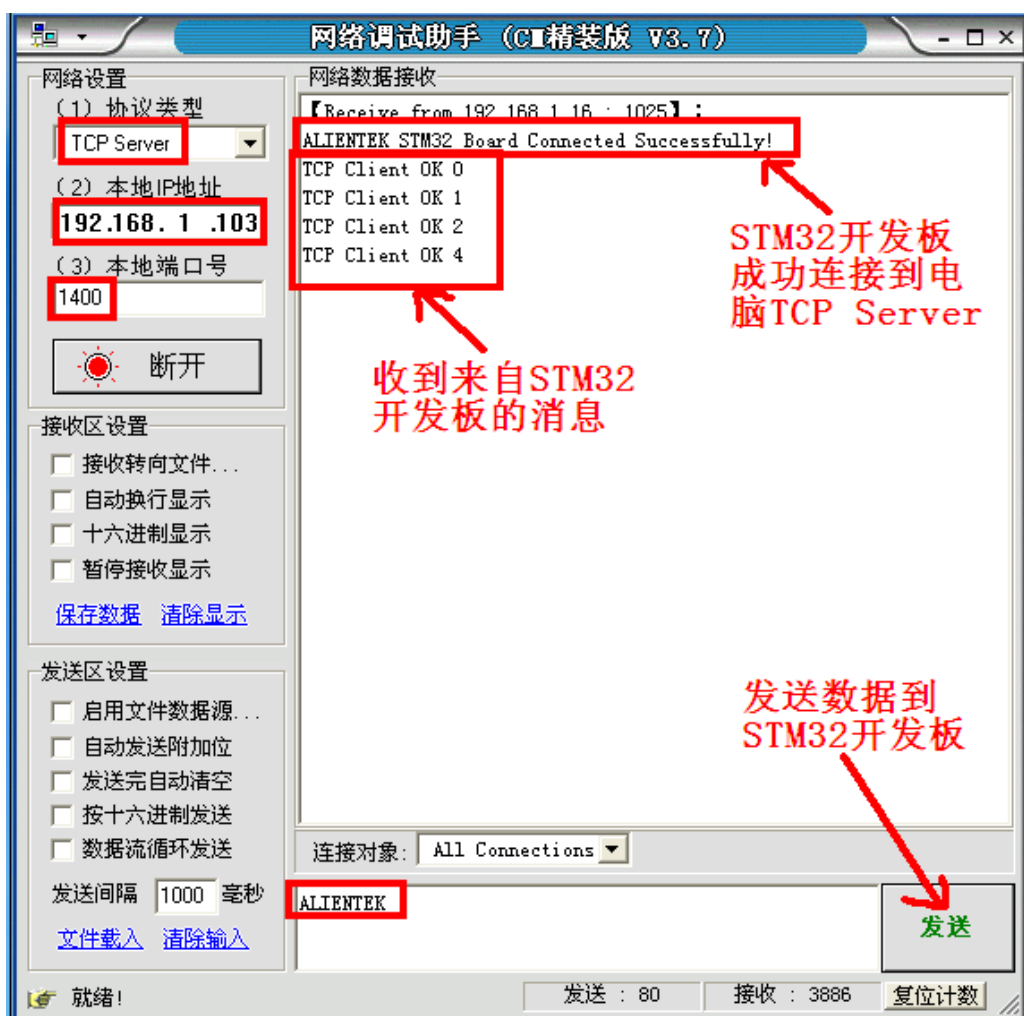 网络调试助手 (CM精装版 V3.7)
网络设置
(1) 协议类型
TCP Server
(2) 本地IP地址
192.168. 1 .103
(3) 本地端口号
1400
断开
接收区设置
接收转向文件...
自动换行显示
十六进制显示
暂停接收显示
保存数据 清除显示
发送区设置
启用文件数据源...
自动发送附加位
发送完自动清空
按十六进制发送
数据流循环发送
发送间隔 1000 毫秒
文件载入 清除输入
网络数据接收
【Receive from 192.168.1.16 : 1025】:
ALIENTEK STM32 Board Connected Successfully!
TCP Client OK 0
TCP Client OK 1
TCP Client OK 2
TCP Client OK 4
STM32开发板
成功连接到电
脑TCP Server
收到来自STM32
开发板的消息
发送数据到
STM32开发板
连接对象: All Connections
ALIENTEK
发送
就绪!
发送 : 80
接收 : 3886
复位计数